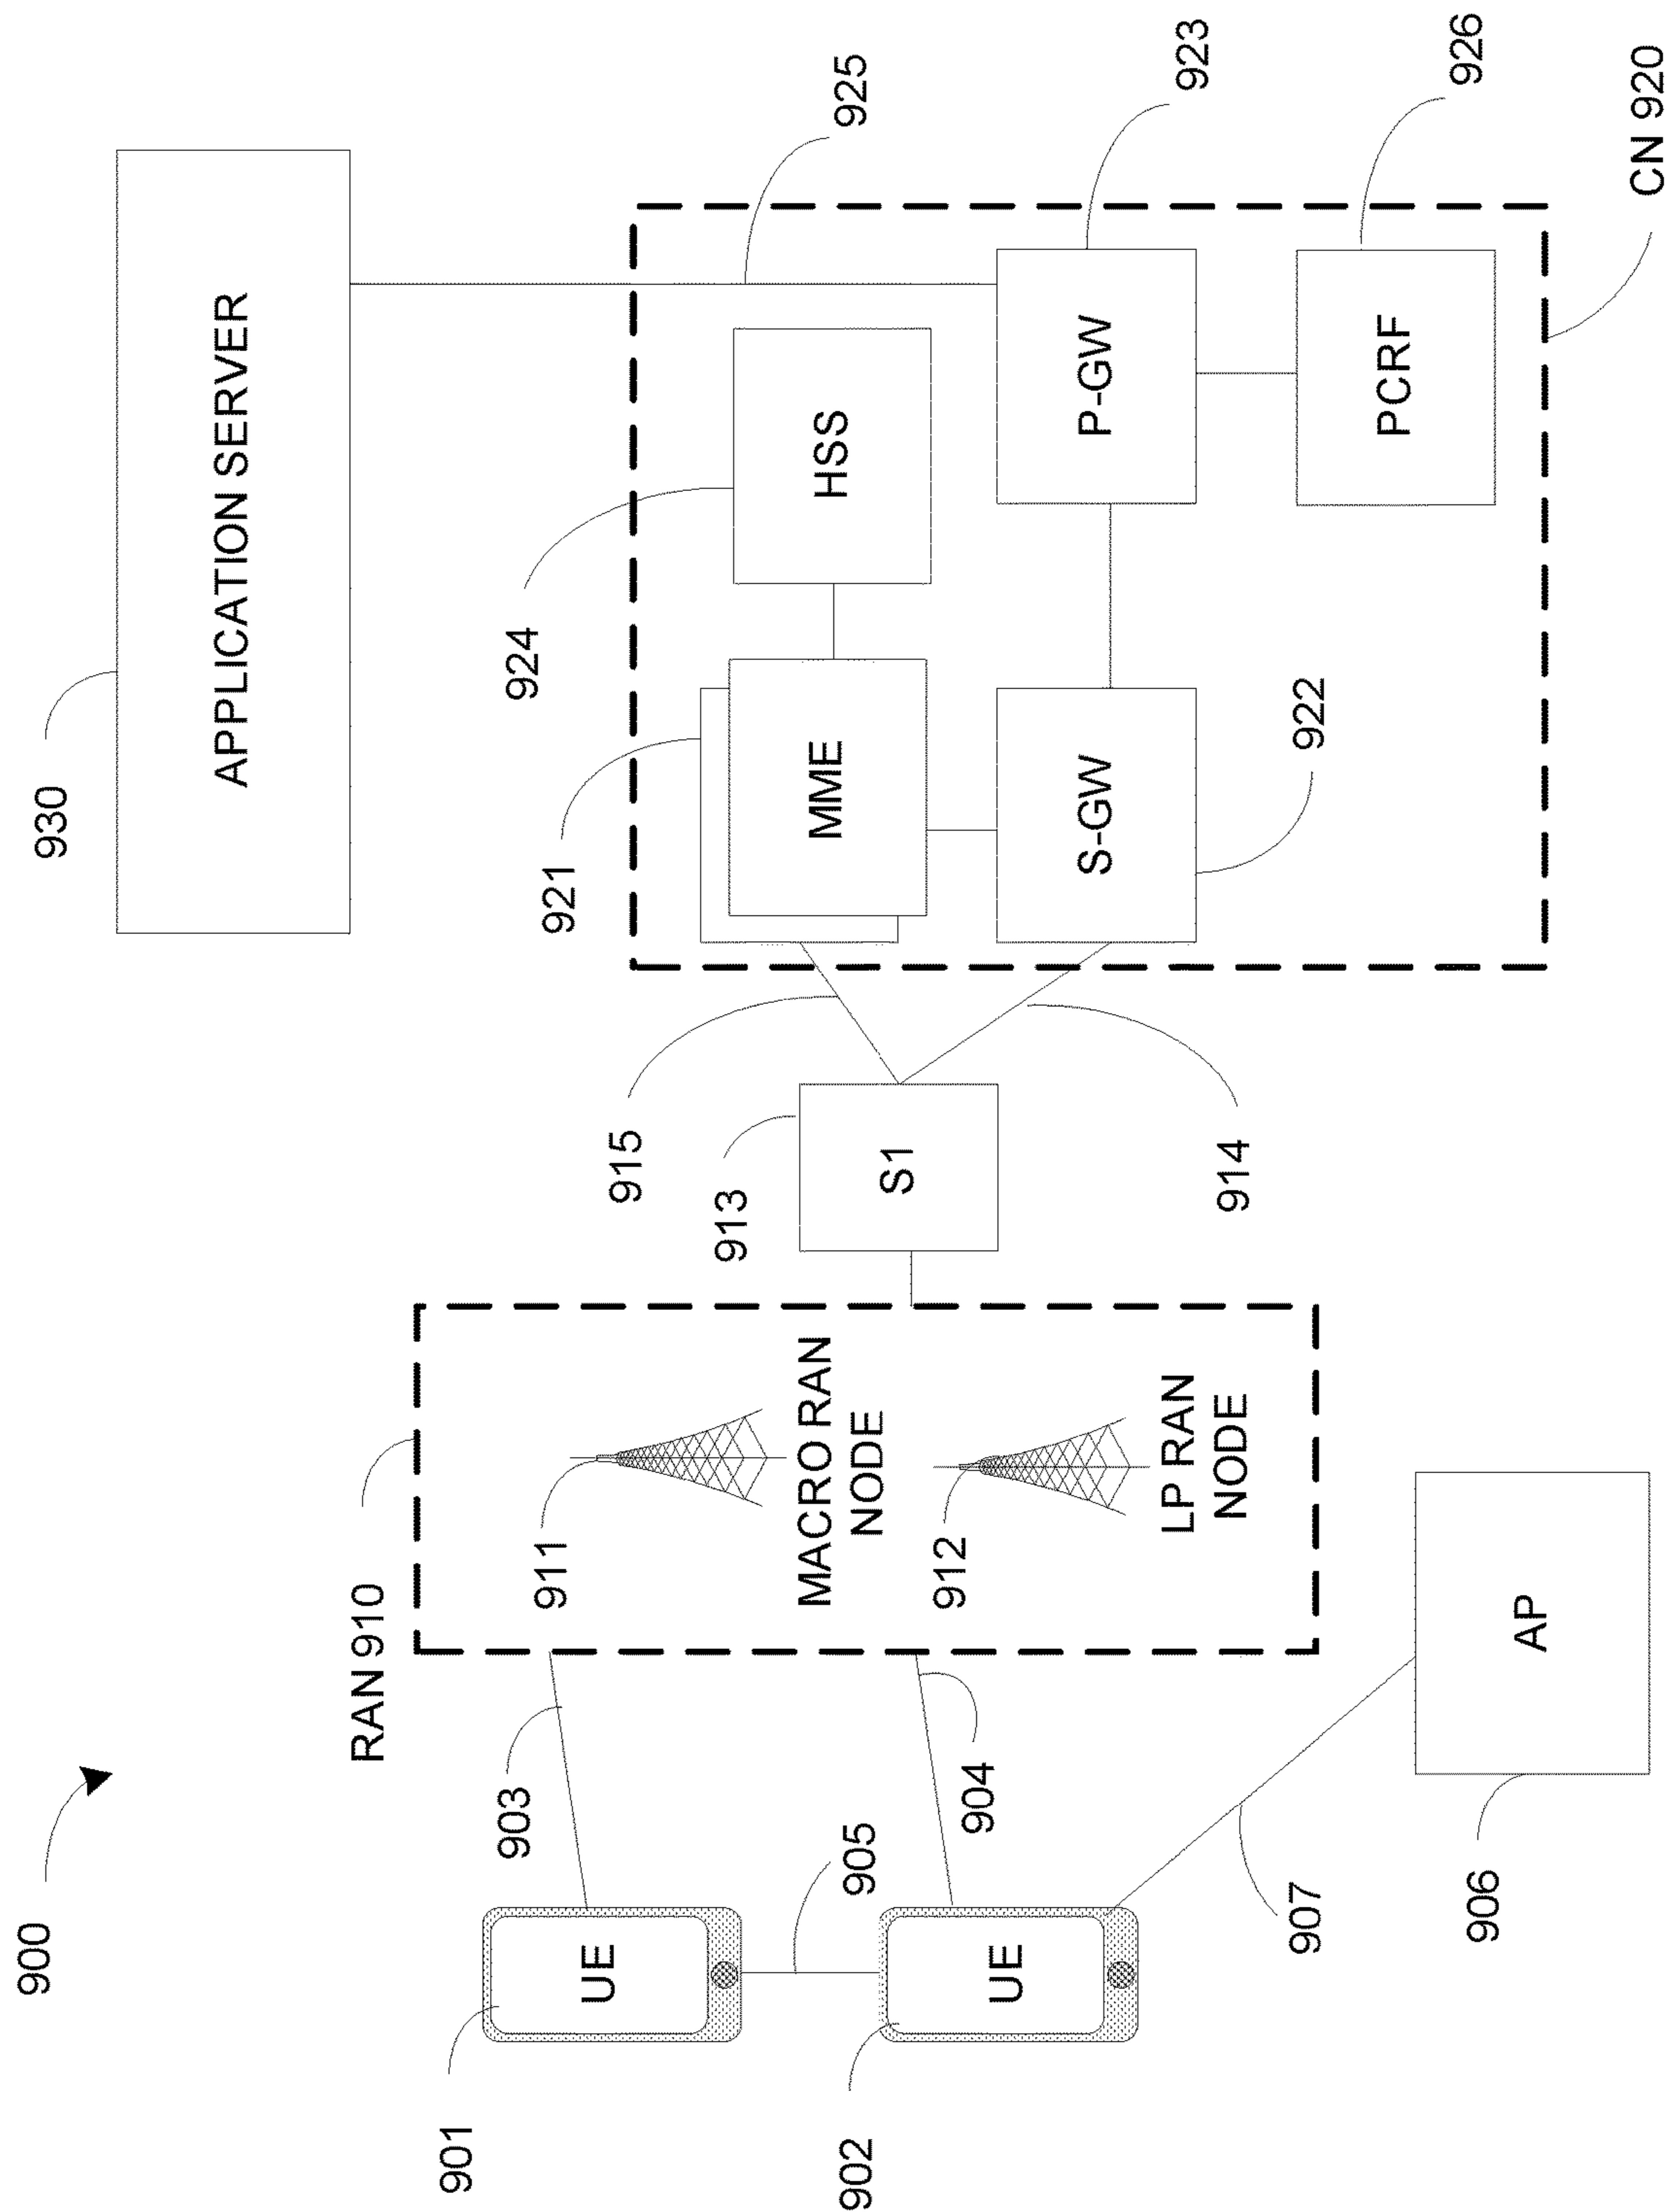 900
930
APPLICATION SERVER
RAN 910
901
UE
903
905
902
UE
904
907
906
AP
911
MACRO RAN
NODE
912
LP RAN
NODE
913
S1
915
914
921
MME
924
HSS
925
S-GW
922
P-GW
923
PCRF
926
CN 920